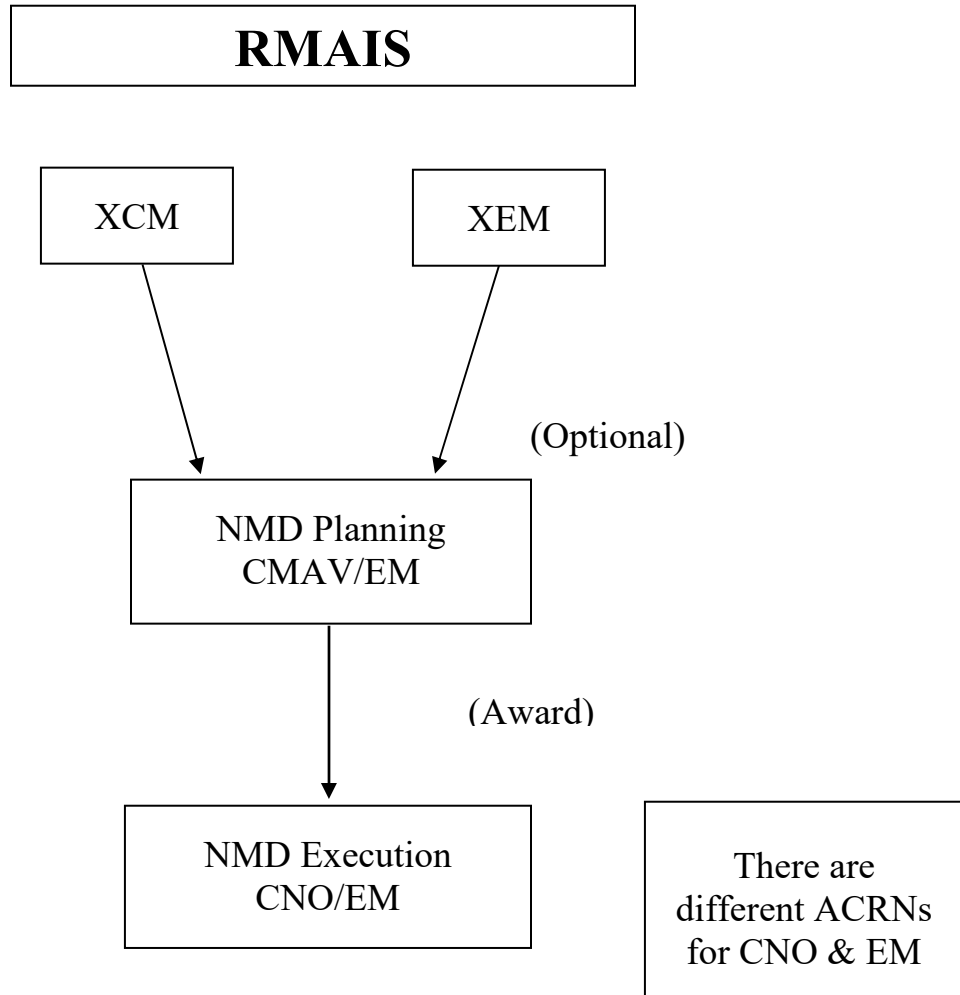 RMAIS
XCM
XEM
(Optional)
NMD Planning
CMAV/EM
(Award)
NMD Execution
CNO/EM
There are
different ACRNs
for CNO & EM